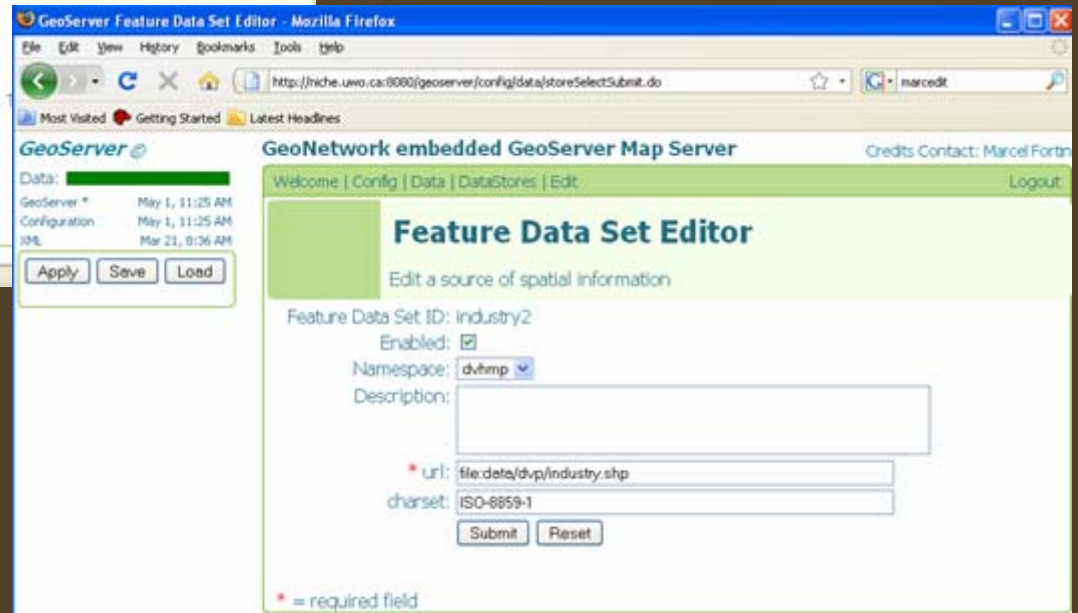 GeoServer Feature Data Set Editor - Mozilla Firefox
File Edit View History Bookmarks Tools Help
http://niche.uwo.ca:8080/geoserver/config/data/storeSelectSubmit.do
marcedit
Most Visited Getting Started Latest Headlines
GeoServer ©
GeoNetwork embedded GeoServer Map Server
Credits Contact: Marcel Fortin
Data:
Welcome | Config | Data | DataStores | Edit
Logout
GeoServer * May 1, 11:25 AM
Configuration May 1, 11:25 AM
XML Mar 21, 8:36 AM
Apply Save Load
Feature Data Set Editor
Edit a source of spatial information
Feature Data Set ID: industry2
Enabled:
Namespace: dvhmp
Description:
* url: file:data/dvp/industry.shp
charset: ISO-8859-1
Submit Reset
* = required field